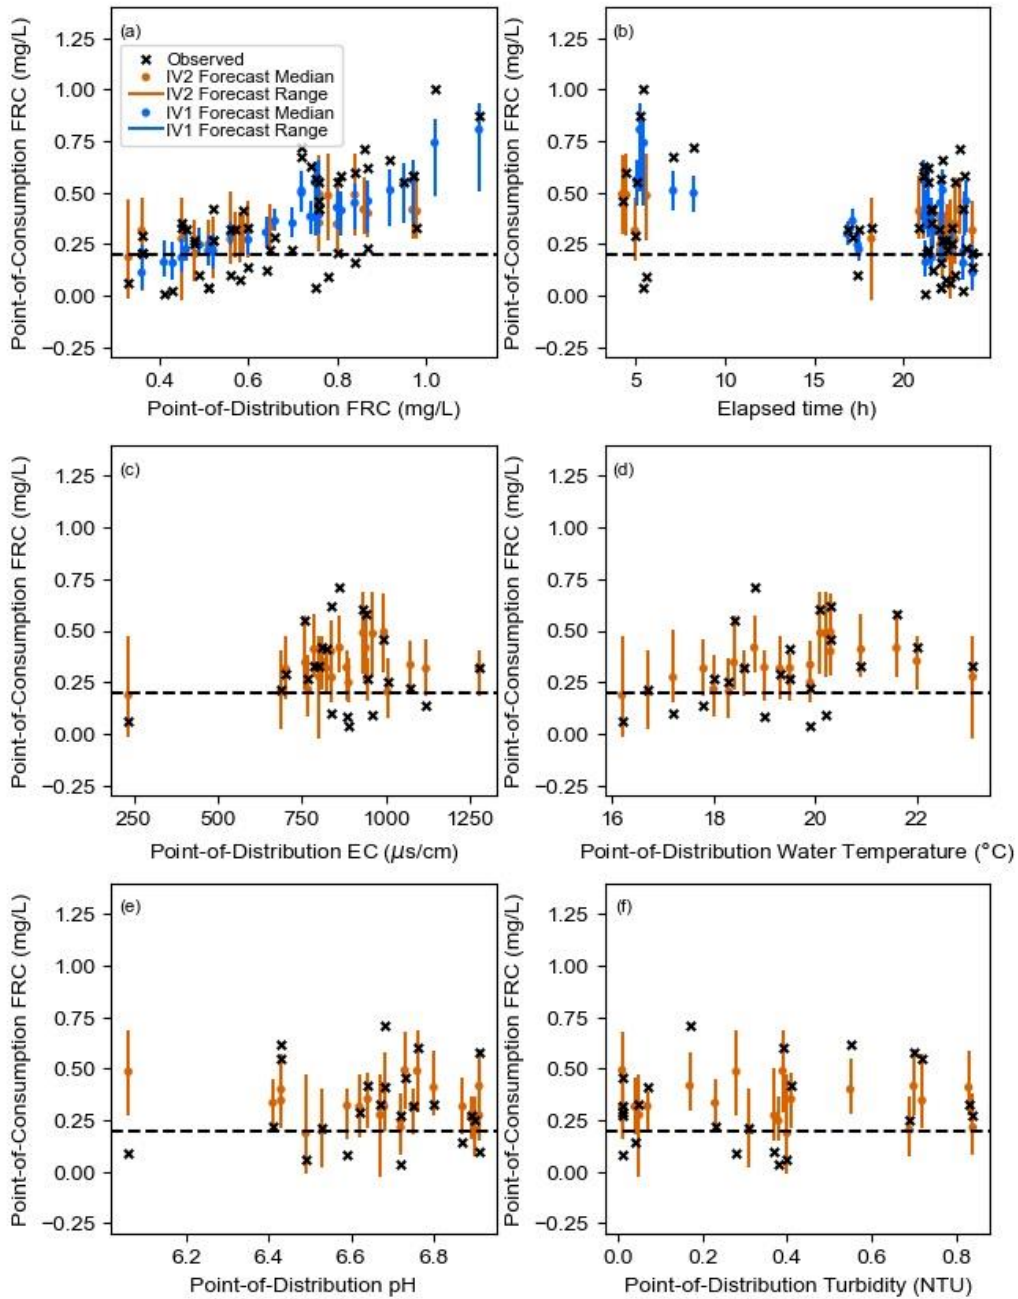 (a)
Observed
IV2 Forecast Median
IV2 Forecast Range
IV1 Forecast Median
IV1 Forecast Range
1.25
1.00
0.75
0.50
0.25
0.00
−0.25
Point-of-Consumption FRC (mg/L)
0.4 0.6 0.8 1.0
Point-of-Distribution FRC (mg/L)
(b)
1.25
1.00
0.75
0.50
0.25
0.00
−0.25
Point-of-Consumption FRC (mg/L)
5 10 15 20
Elapsed time (h)
(c)
1.25
1.00
0.75
0.50
0.25
0.00
−0.25
Point-of-Consumption FRC (mg/L)
250 500 750 1000 1250
Point-of-Distribution EC (μs/cm)
(d)
1.25
1.00
0.75
0.50
0.25
0.00
−0.25
Point-of-Consumption FRC (mg/L)
16 18 20 22
Point-of-Distribution Water Temperature (°C)
(e)
1.25
1.00
0.75
0.50
0.25
0.00
−0.25
Point-of-Consumption FRC (mg/L)
6.2 6.4 6.6 6.8
Point-of-Distribution pH
(f)
1.25
1.00
0.75
0.50
0.25
0.00
−0.25
Point-of-Consumption FRC (mg/L)
0.0 0.2 0.4 0.6 0.8
Point-of-Distribution Turbidity (NTU)